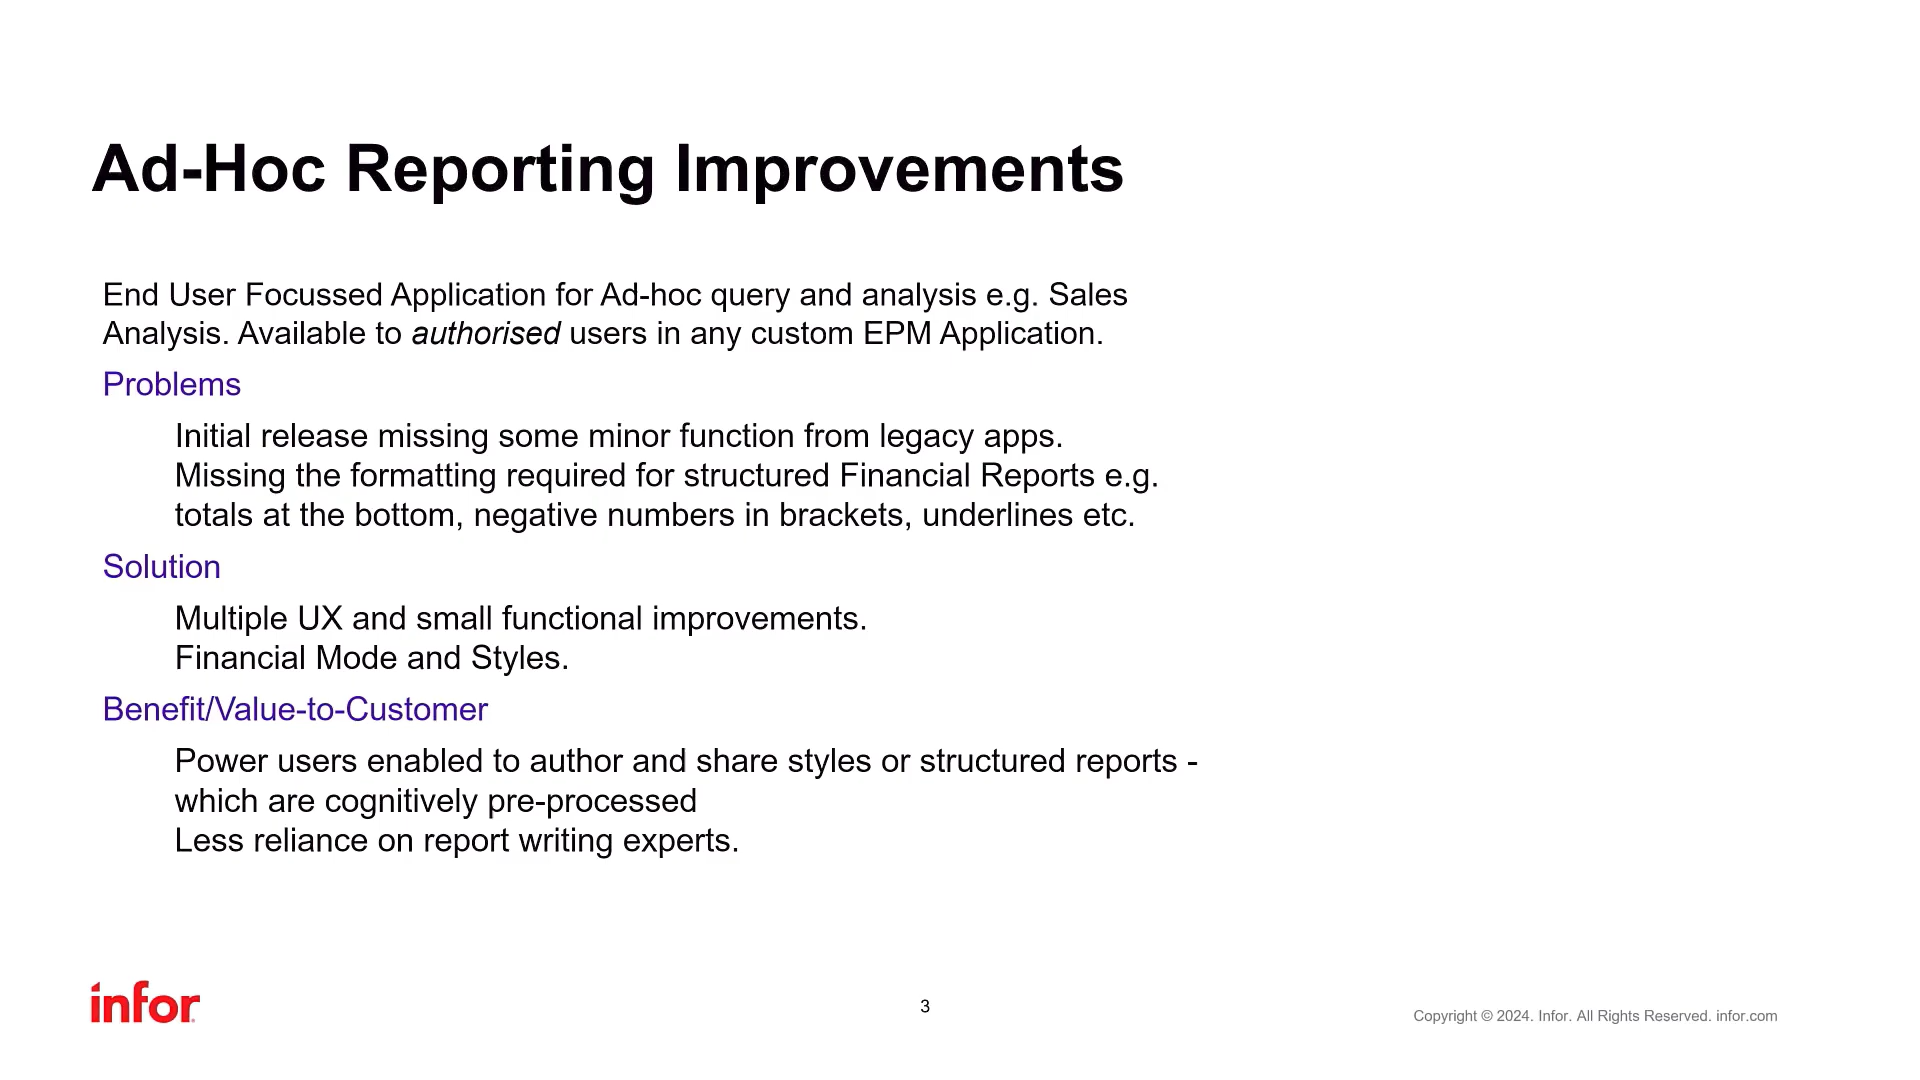 Ad-Hoc Reporting Improvements
End User Focussed Application for Ad-hoc query and analysis e.g. Sales
Analysis. Available to authorised users in any custom EPM Application.
Problems
Initial release missing some minor function from legacy apps.
Missing the formatting required for structured Financial Reports e.g.
totals at the bottom, negative numbers in brackets, underlines etc.
Solution
Multiple UX and small functional improvements.
Financial Mode and Styles.
Benefit/Value-to-Customer
Power users enabled to author and share styles or structured reports -
which are cognitively pre-processed
Less reliance on report writing experts.
infor
3
Copyright © 2024. Infor. All Rights Reserved. infor.com